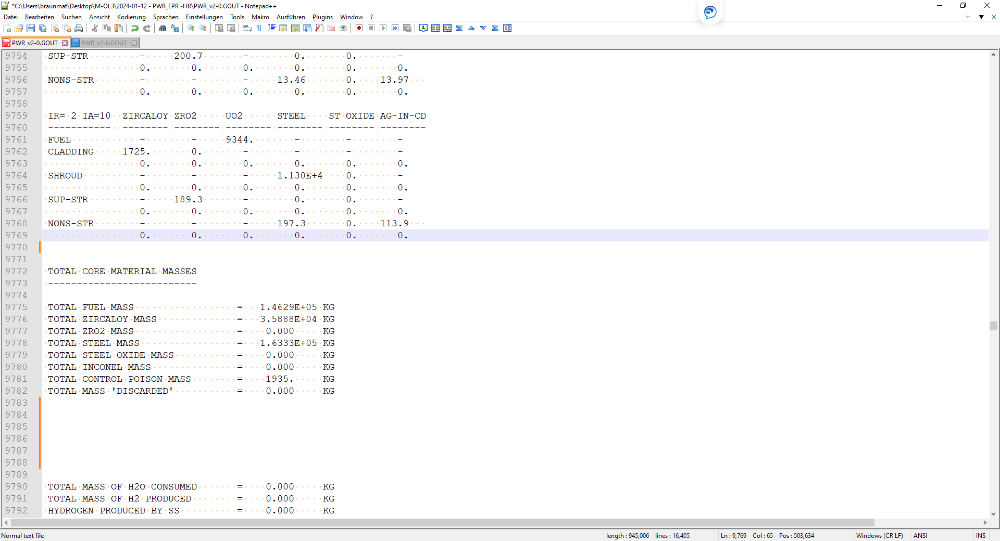 *C:\Users\braunmat\Desktop\M-OL3\2024-01-12 - PWR_EPR -HR\PWR_v2-0.GOUT - Notepad++
Datei Bearbeiten Suchen Ansicht Kodierung Sprachen Einstellungen Tools Makro Ausführen Plugins Window ?
PWR_v2-0.GOUT PWR_v2-0.GOUT
9754 SUP-STR - 200.7 - 0. 0. -
9755 0. 0. 0. 0. 0. 0.
9756 NONS-STR - - - 13.46 0. 13.97
9757 0. 0. 0. 0. 0. 0.
9758
9759 IR= 2 IA=10 ZIRCALOY ZRO2 UO2 STEEL ST OXIDE AG-IN-CD
9760 ----------- -------- -------- -------- -------- -------- --------
9761 FUEL - - 9344. - - -
9762 CLADDING 1725. 0. - - - -
9763 0. 0. 0. 0. 0. 0.
9764 SHROUD - - - 1.130E+4 0. -
9765 0. 0. 0. 0. 0. 0.
9766 SUP-STR - 189.3 - 0. 0. -
9767 0. 0. 0. 0. 0. 0.
9768 NONS-STR - - - 197.3 0. 113.9
9769 0. 0. 0. 0. 0. 0.
9770
9771
9772 TOTAL CORE MATERIAL MASSES
9773 --------------------------
9774
9775 TOTAL FUEL MASS = 1.4629E+05 KG
9776 TOTAL ZIRCALOY MASS = 3.5888E+04 KG
9777 TOTAL ZRO2 MASS = 0.000 KG
9778 TOTAL STEEL MASS = 1.6333E+05 KG
9779 TOTAL STEEL OXIDE MASS = 0.000 KG
9780 TOTAL INCONEL MASS = 0.000 KG
9781 TOTAL CONTROL POISON MASS = 1935. KG
9782 TOTAL MASS 'DISCARDED' = 0.000 KG
9783
9784
9785
9786
9787
9788
9789
9790 TOTAL MASS OF H2O CONSUMED = 0.000 KG
9791 TOTAL MASS OF H2 PRODUCED = 0.000 KG
9792 HYDROGEN PRODUCED BY SS = 0.000 KG
Normal text file length : 945,006 lines : 16,405 Ln : 9,769 Col : 65 Pos : 503,634 Windows (CR LF) ANSI INS